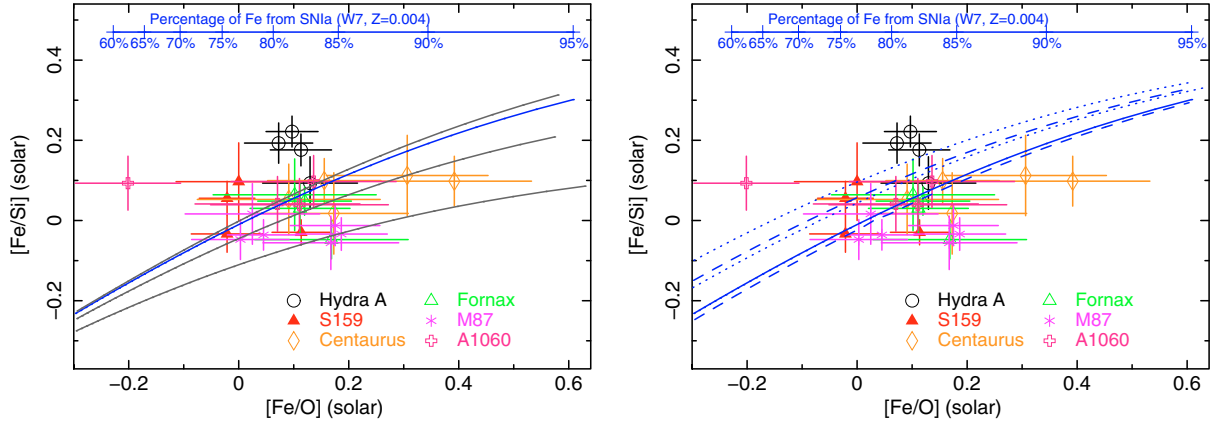 Percentage of Fe from SNIa (W7, Z=0.004)
60% 65% 70% 75% 80% 85% 90% 95%
[Fe/Si] (solar)
0.4
0.2
0
−0.2
Hydra A
S159
Centaurus
Fornax
M87
A1060
−0.2 0 0.2 0.4 0.6
[Fe/O] (solar)
Percentage of Fe from SNIa (W7, Z=0.004)
60% 65% 70% 75% 80% 85% 90% 95%
[Fe/Si] (solar)
0.4
0.2
0
−0.2
Hydra A
S159
Centaurus
Fornax
M87
A1060
−0.2 0 0.2 0.4 0.6
[Fe/O] (solar)